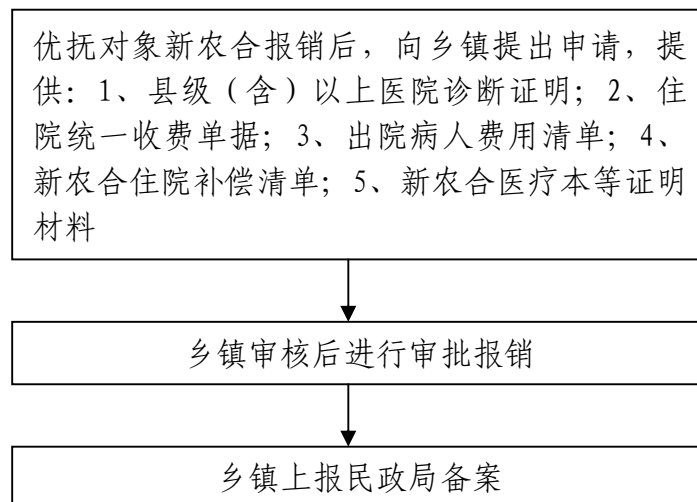 优抚对象新农合报销后，向乡镇提出申请，提
供：1、县级（含）以上医院诊断证明；2、住
院统一收费单据；3、出院病人费用清单；4、
新农合住院补偿清单；5、新农合医疗本等证明
材料
乡镇审核后进行审批报销
乡镇上报民政局备案